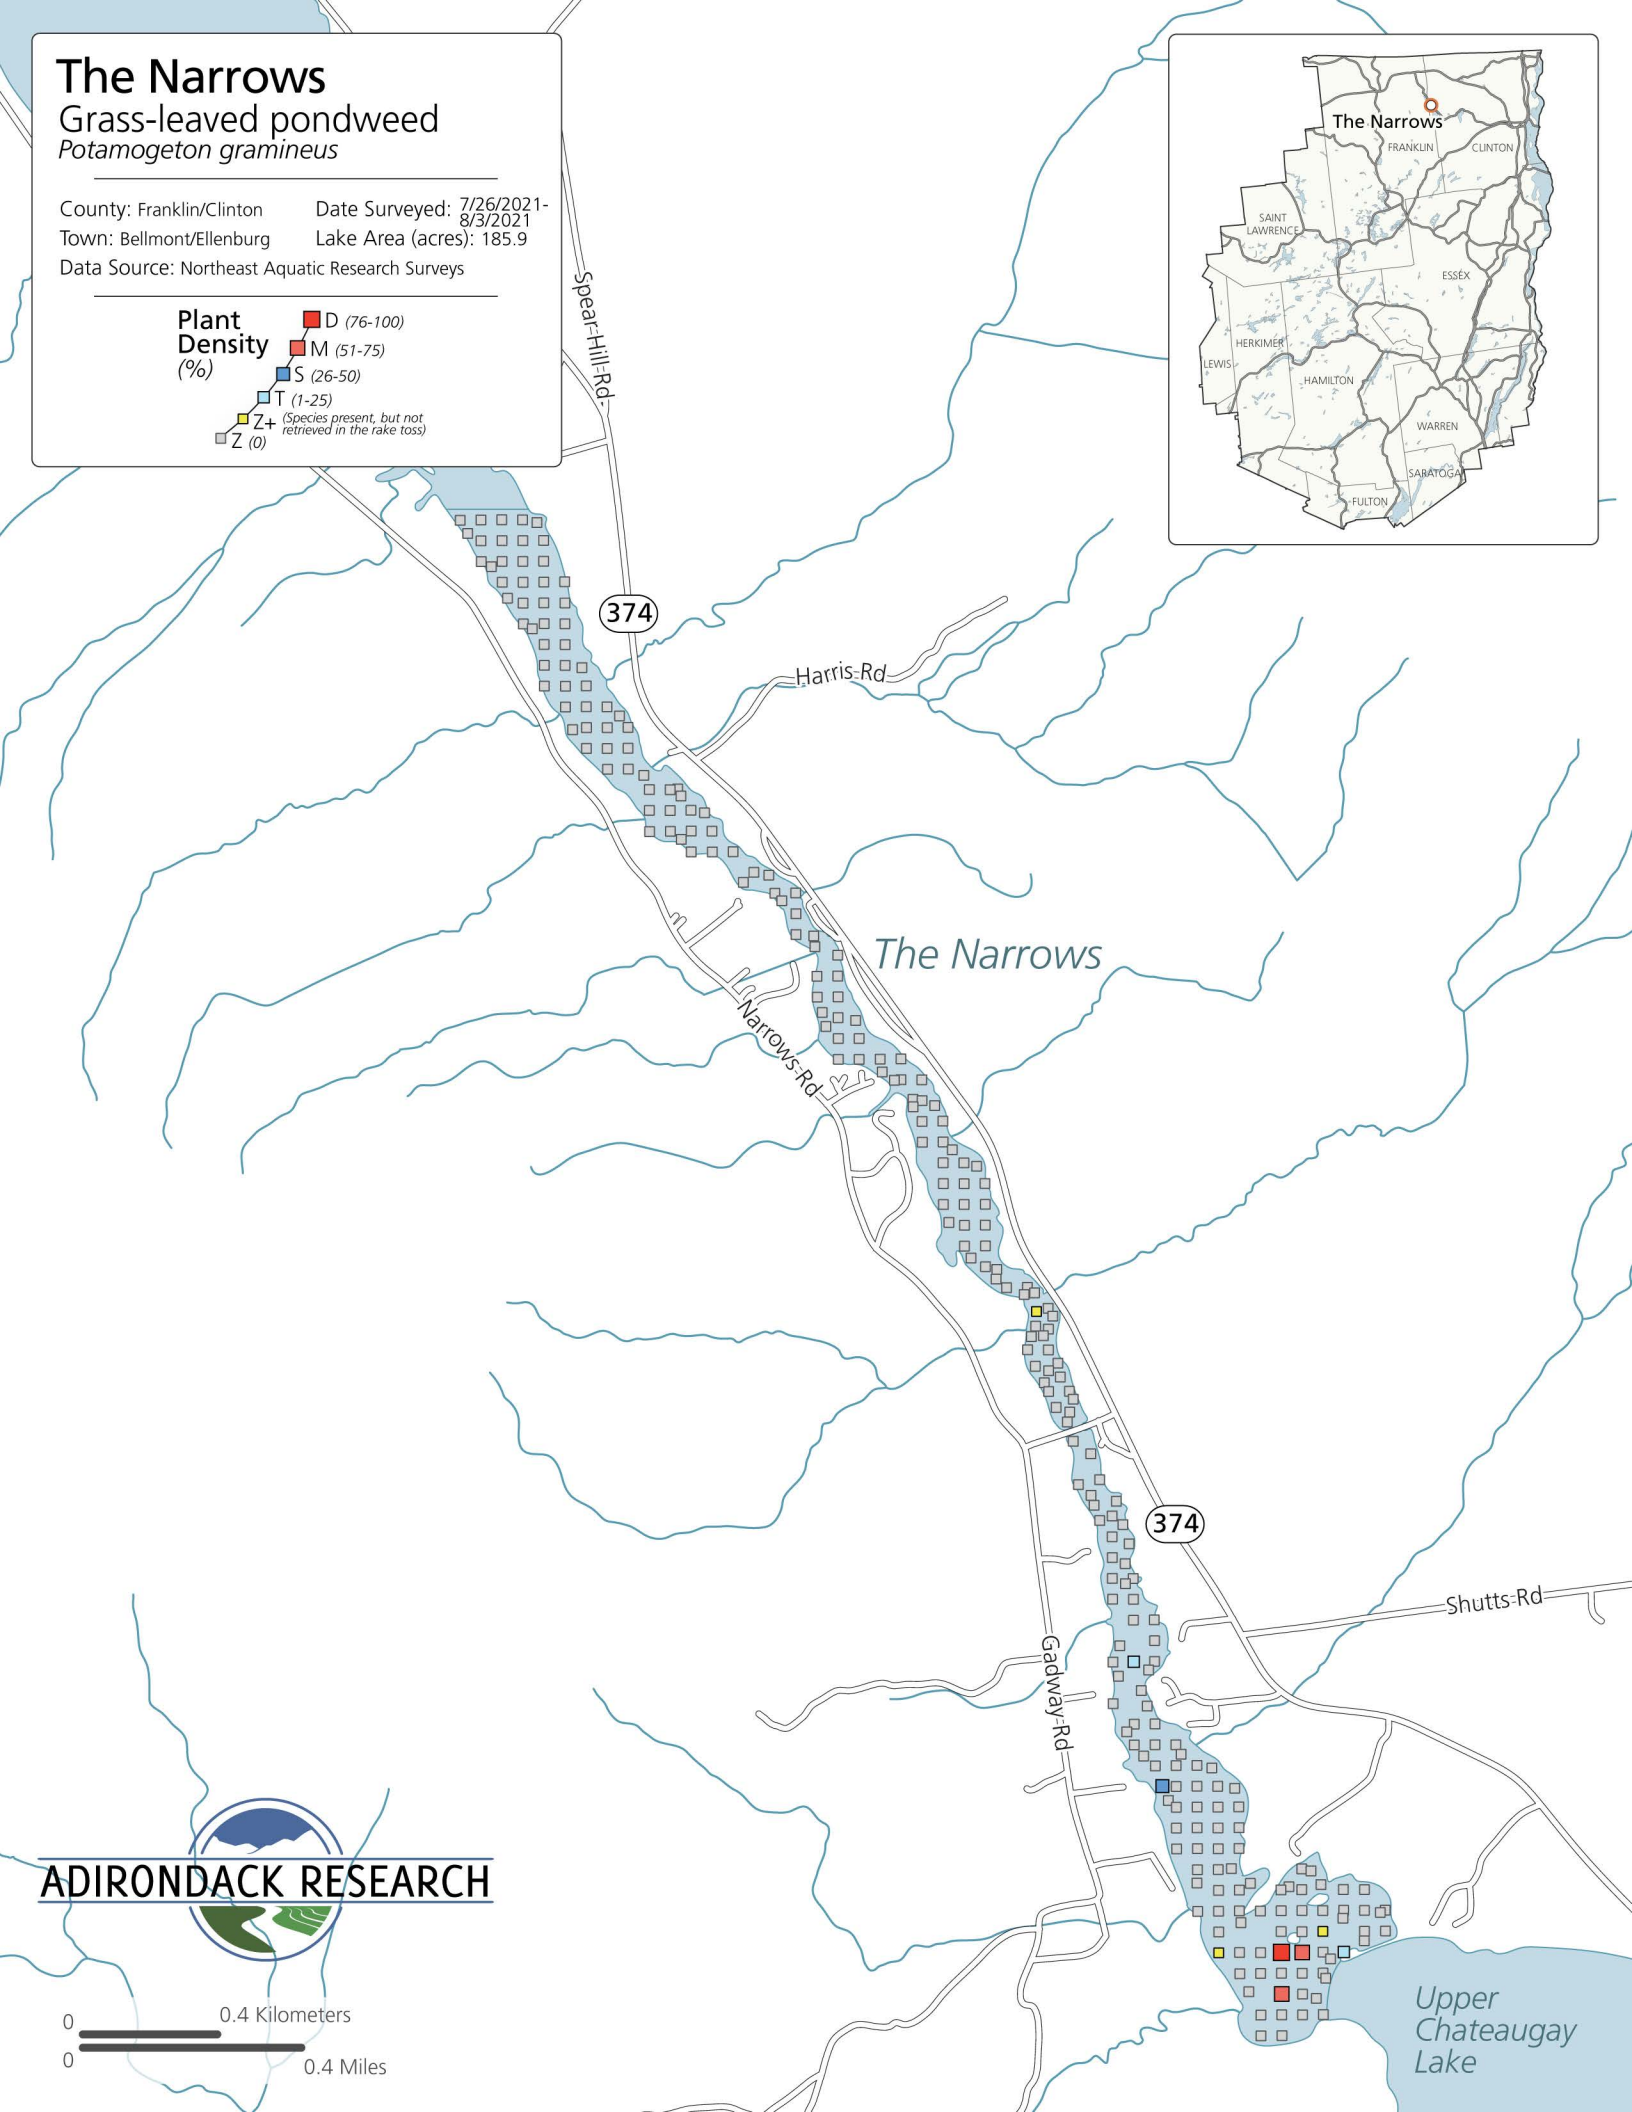 The Narrows
Grass-leaved pondweed
Potamogeton gramineus
County: Franklin/Clinton
Date Surveyed: 7/26/2021-
8/3/2021
Town: Bellmont/Ellenburg
Lake Area (acres): 185.9
Data Source: Northeast Aquatic Research Surveys
Plant
Density
(%)
D (76-100)
M (51-75)
S (26-50)
T (1-25)
Z+ (Species present, but not
retrieved in the rake toss)
Z (0)
The Narrows
FRANKLIN
CLINTON
SAINT
LAWRENCE
ESSEX
HERKIMER
LEWIS
HAMILTON
WARREN
SARATOGA
FULTON
Spear-Hill-Rd-
374
Harris-Rd
The Narrows
Narrows-Rd
374
Shutts-Rd
Gadway-Rd
ADIRONDACK RESEARCH
0
0.4 Kilometers
0
0.4 Miles
Upper
Chateaugay
Lake